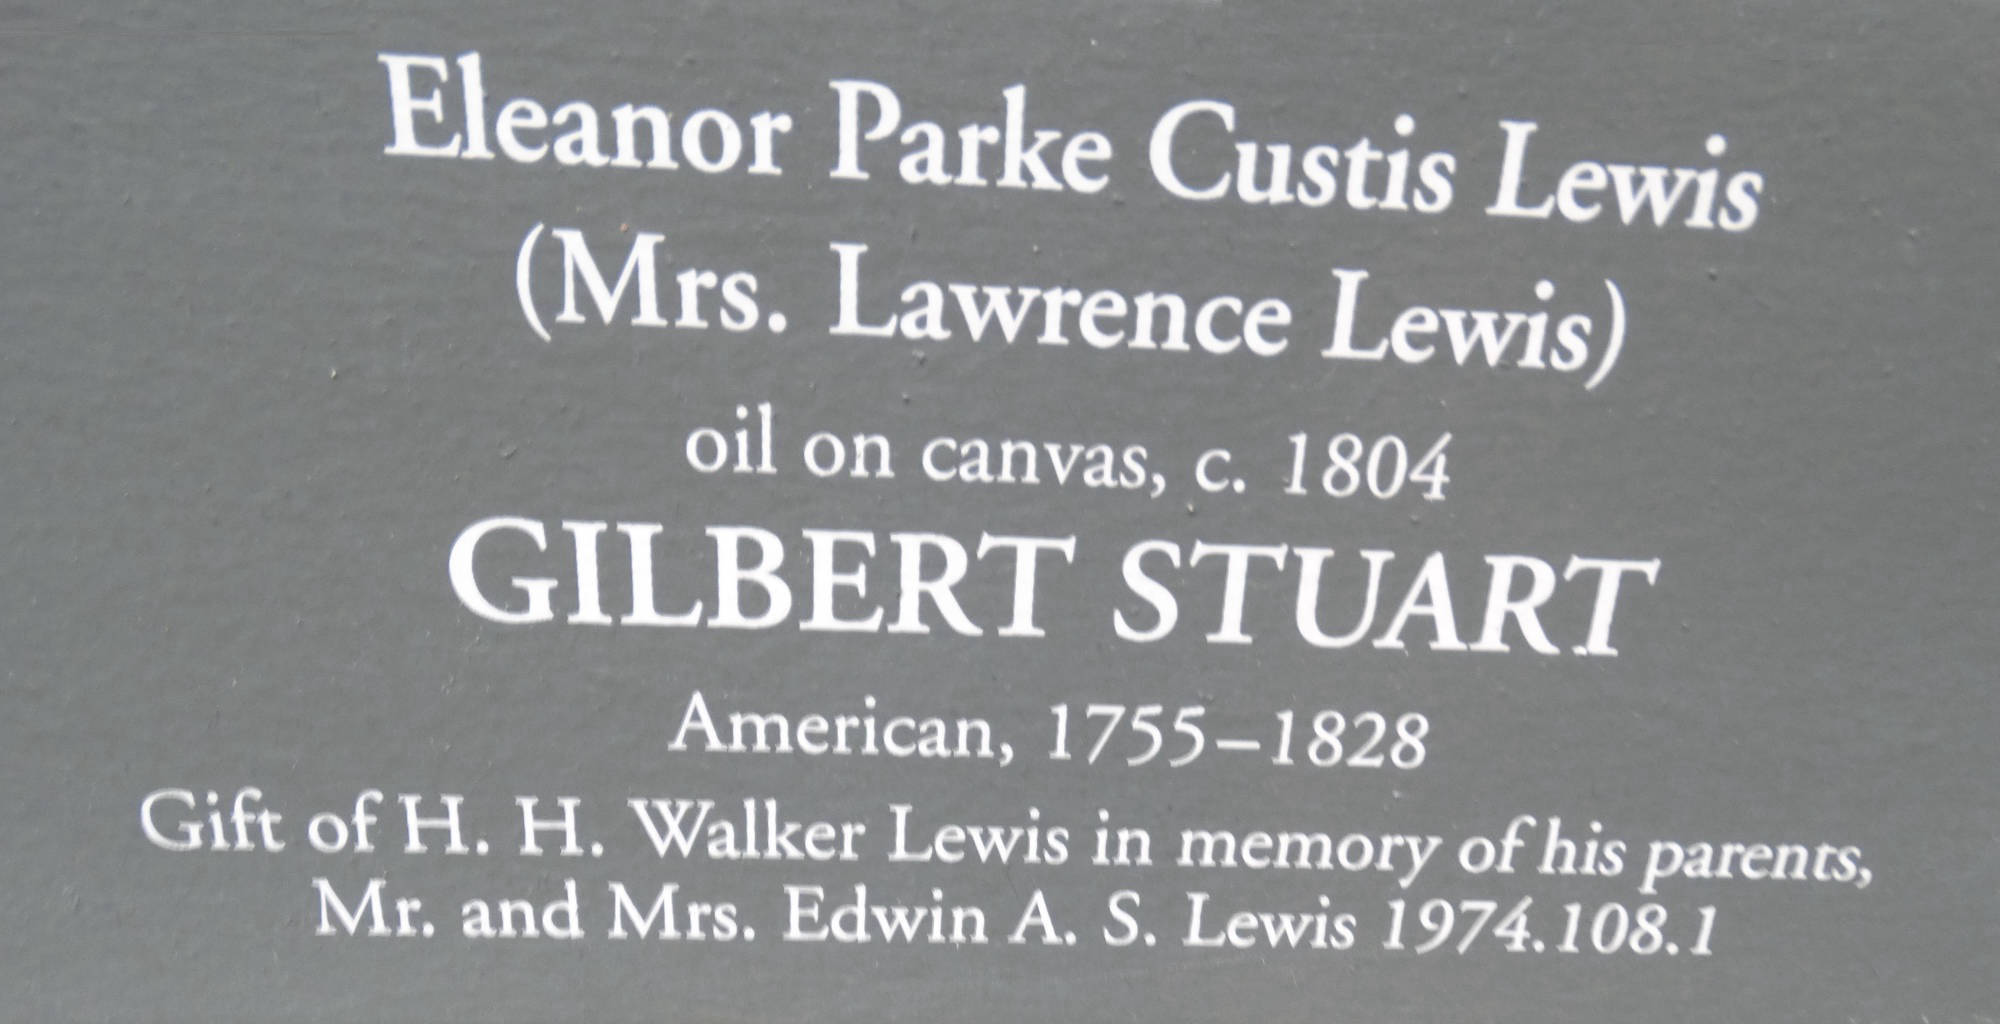 Eleanor Parke Custis Lewis
(Mrs. Lawrence Lewis)
oil on canvas, c. 1804
GILBERT STUART
American, 1755–1828
Gift of H. H. Walker Lewis in memory of his parents,
Mr. and Mrs. Edwin A. S. Lewis 1974.108.1